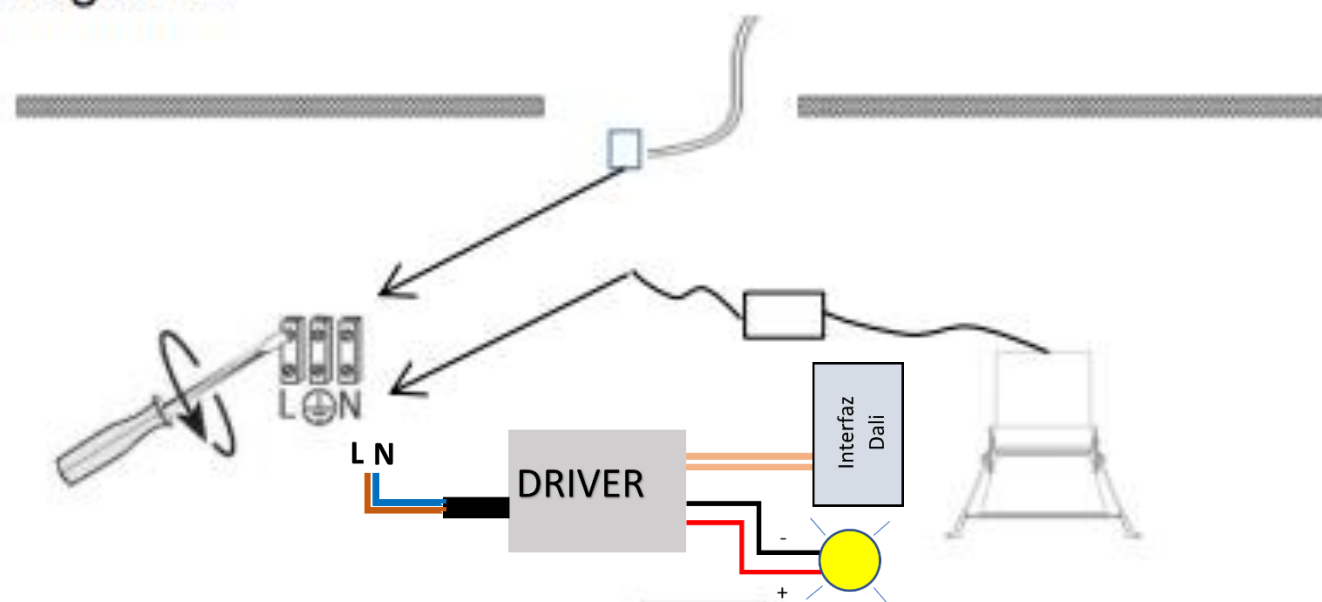 L N
L N
DRIVER
Interfaz
Dali
-
+